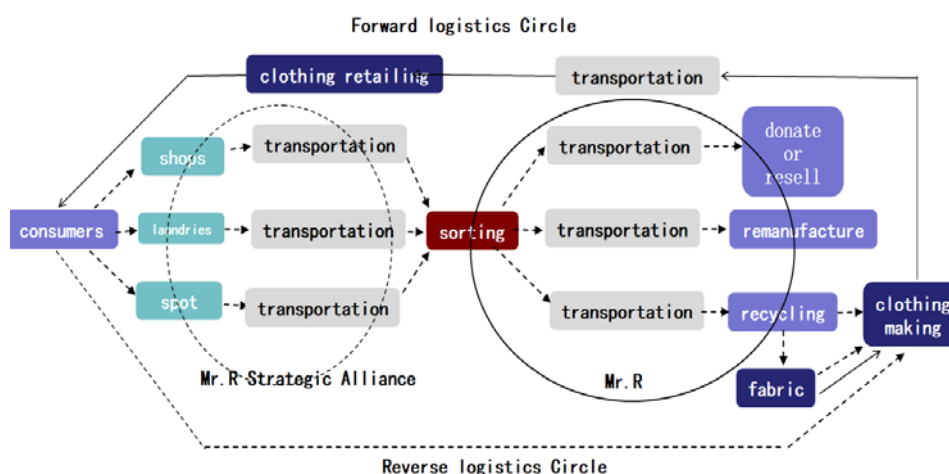 Forward logistics Circle
clothing retailing
transportation
shops
transportation
transportation
donate
or
resell
consumers
laundries
transportation
sorting
transportation
remanufacture
spot
transportation
transportation
recycling
clothing
making
Mr.R Strategic Alliance
Mr.R
fabric
Reverse logistics Circle